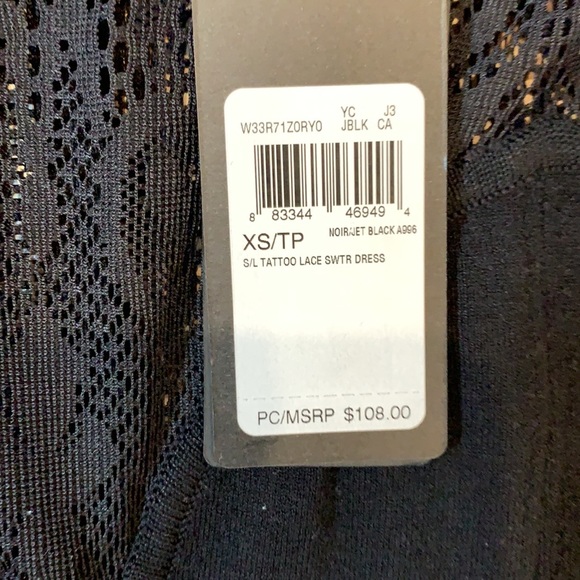 YC J3
W33R71Z0RY0 JBLK CA
8 83344 46949 4
XS/TP NOIR/JET BLACK A996
S/L TATTOO LACE SWTR DRESS
PC/MSRP $108.00